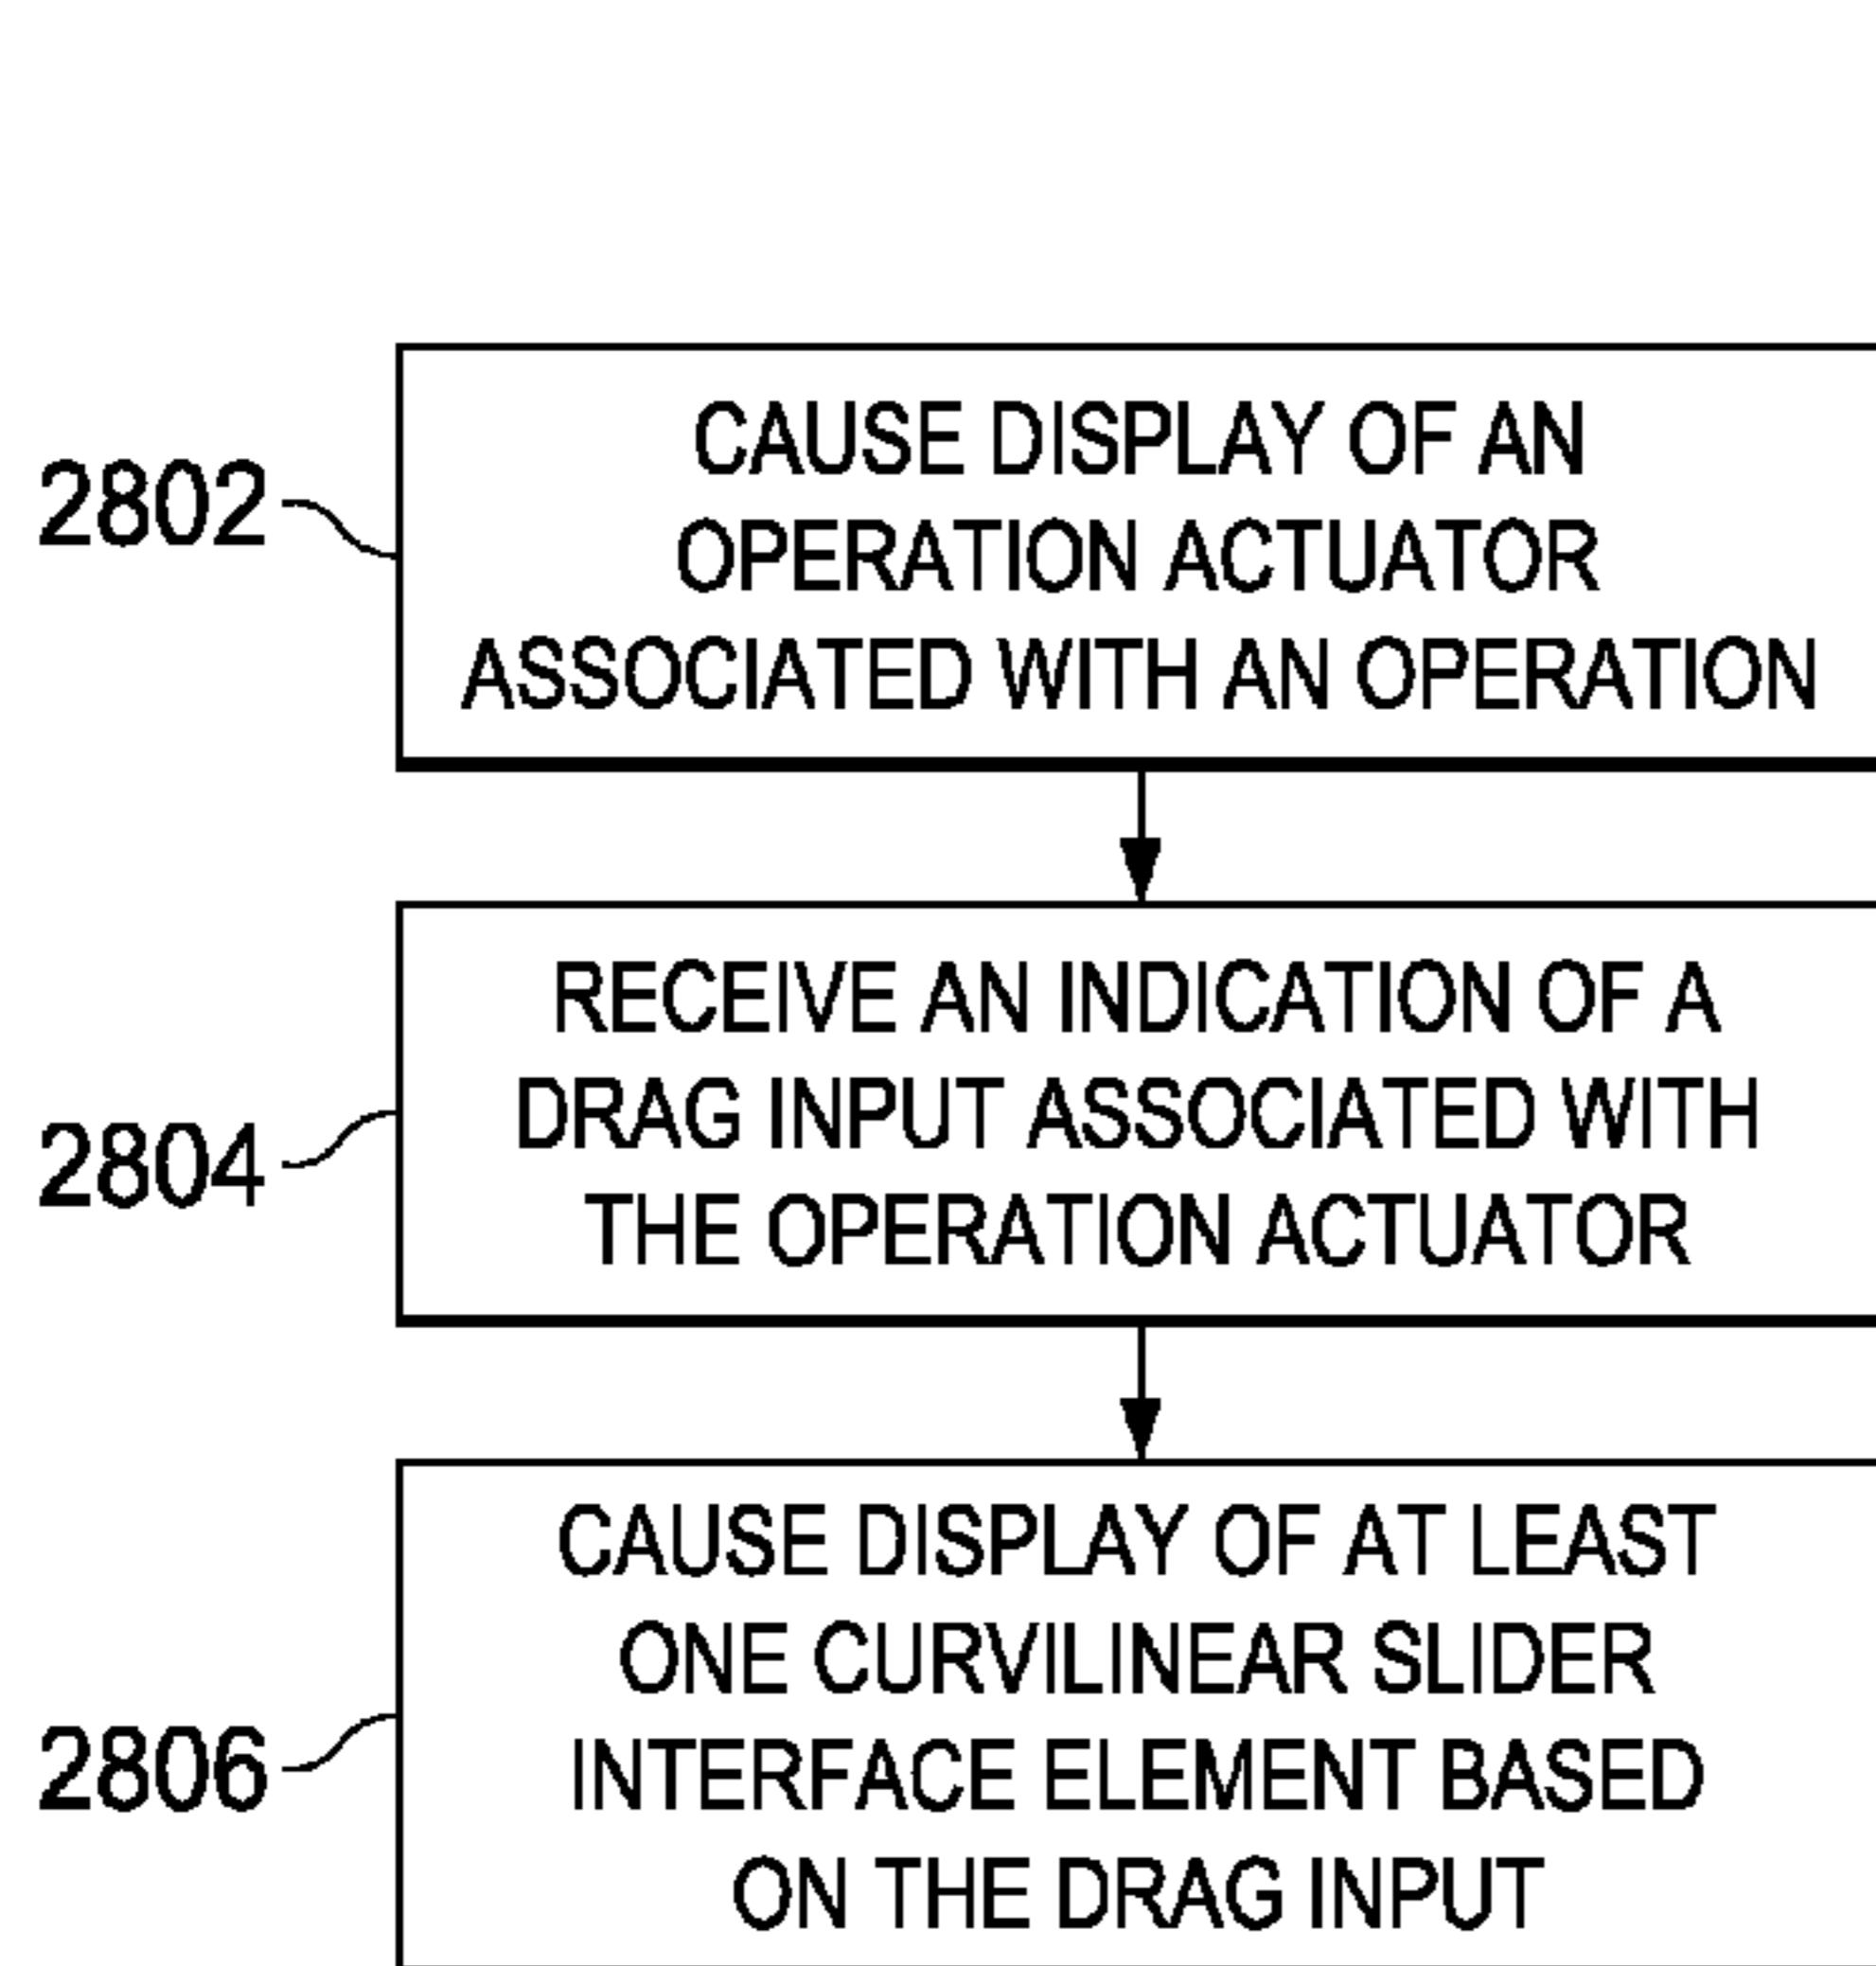 2802
CAUSE DISPLAY OF AN
OPERATION ACTUATOR
ASSOCIATED WITH AN OPERATION
2804
RECEIVE AN INDICATION OF A
DRAG INPUT ASSOCIATED WITH
THE OPERATION ACTUATOR
2806
CAUSE DISPLAY OF AT LEAST
ONE CURVILINEAR SLIDER
INTERFACE ELEMENT BASED
ON THE DRAG INPUT